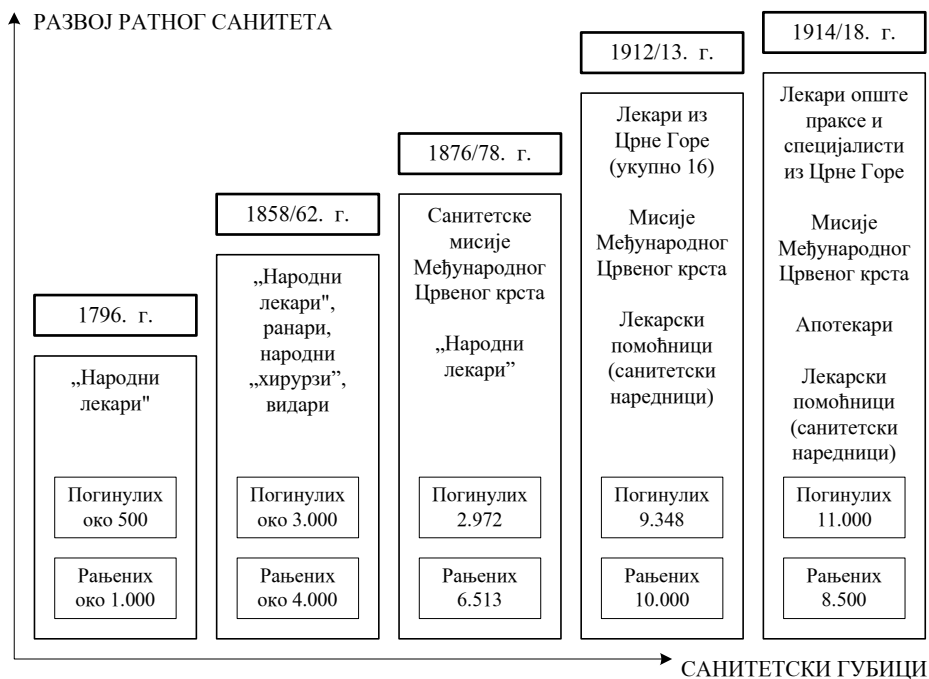 РАЗВОЈ РАТНОГ САНИТЕТА
1796. г.
„Народни
лекари"
Погинулих
око 500
Рањених
око 1.000
1858/62. г.
„Народни
лекари",
ранари,
народни
„хирурзи”,
видари
Погинулих
око 3.000
Рањених
око 4.000
1876/78. г.
Санитетске
мисије
Међународног
Црвеног крста
„Народни
лекари”
Погинулих
2.972
Рањених
6.513
1912/13. г.
Лекари из
Црне Горе
(укупно 16)
Мисије
Међународног
Црвеног крста
Лекарски
помоћници
(санитетски
наредници)
Погинулих
9.348
Рањених
10.000
1914/18. г.
Лекари опште
праксе и
специјалисти
из Црне Горе
Мисије
Међународног
Црвеног крста
Апотекари
Лекарски
помоћници
(санитетски
наредници)
Погинулих
11.000
Рањених
8.500
САНИТЕТСКИ ГУБИЦИ